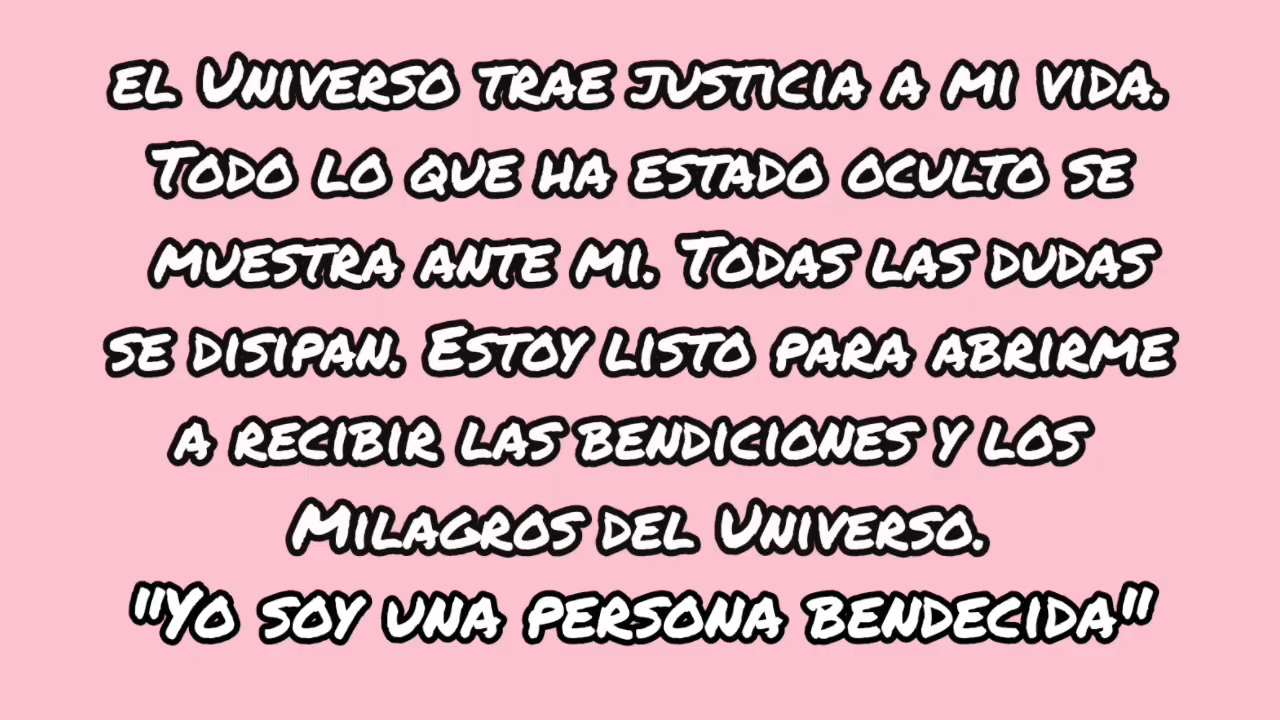 el Universo trae justicia a mi vida.
Todo lo que ha estado oculto se
muestra ante mi. Todas las dudas
se disipan. Estoy listo para abrirme
a recibir las bendiciones y los
Milagros del Universo.
"Yo soy una persona bendecida"